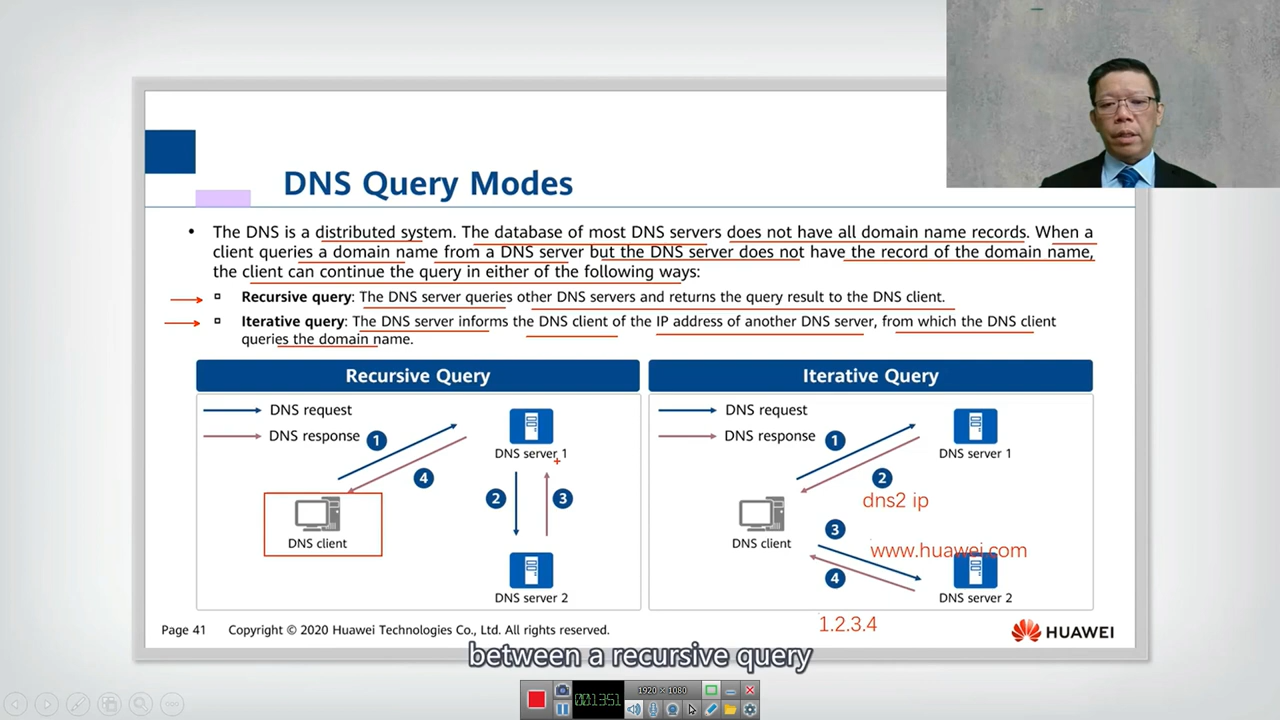 DNS Query Modes
• The DNS is a distributed system. The database of most DNS servers does not have all domain name records. When a
client queries a domain name from a DNS server but the DNS server does not have the record of the domain name,
the client can continue the query in either of the following ways:
Recursive query: The DNS server queries other DNS servers and returns the query result to the DNS client.
Iterative query: The DNS server informs the DNS client of the IP address of another DNS server, from which the DNS client
queries the domain name.
Recursive Query
DNS request
DNS response
1
4
2
3
DNS server 1
DNS client
DNS server 2
Iterative Query
DNS request
DNS response
1
2
DNS server 1
dns2 ip
DNS client
3
www.huawei.com
4
DNS server 2
1.2.3.4
Page 41 Copyright © 2020 Huawei Technologies Co., Ltd. All rights reserved.
HUAWEI
between a recursive query
00:13:51
1920 × 1080